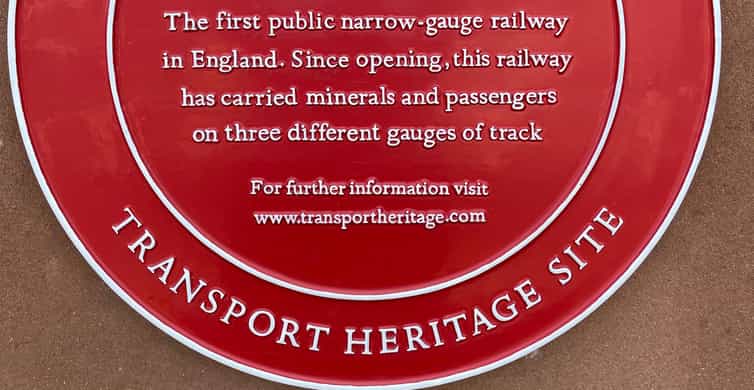 The first public narrow-gauge railway
in England. Since opening, this railway
has carried minerals and passengers
on three different gauges of track
For further information visit
www.transportheritage.com
TRANSPORT HERITAGE SITE